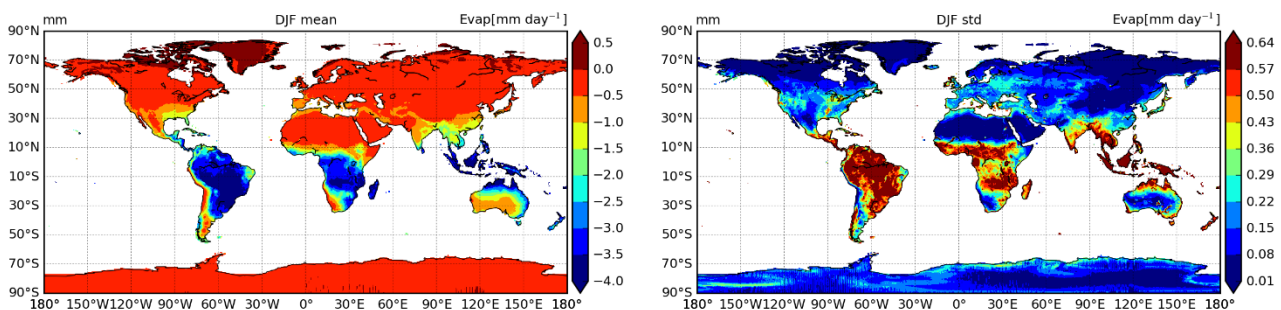 mm DJF mean Evap[mm day⁻¹]
90°N
70°N
50°N
30°N
10°N
10°S
30°S
50°S
70°S
90°S
180° 150°W120°W 90°W 30°W 0° 30°E 60°E 90°E 120°E 150°E 180°
0.5
0.0
−0.5
−1.0
−1.5
−2.0
−2.5
−3.0
−3.5
−4.0
mm DJF std Evap[mm day⁻¹]
90°N
70°N
50°N
30°N
10°N
10°S
30°S
50°S
70°S
90°S
180° 150°W120°W 90°W 30°W 0° 30°E 60°E 90°E 120°E 150°E 180°
0.64
0.57
0.50
0.43
0.36
0.29
0.22
0.15
0.08
0.01